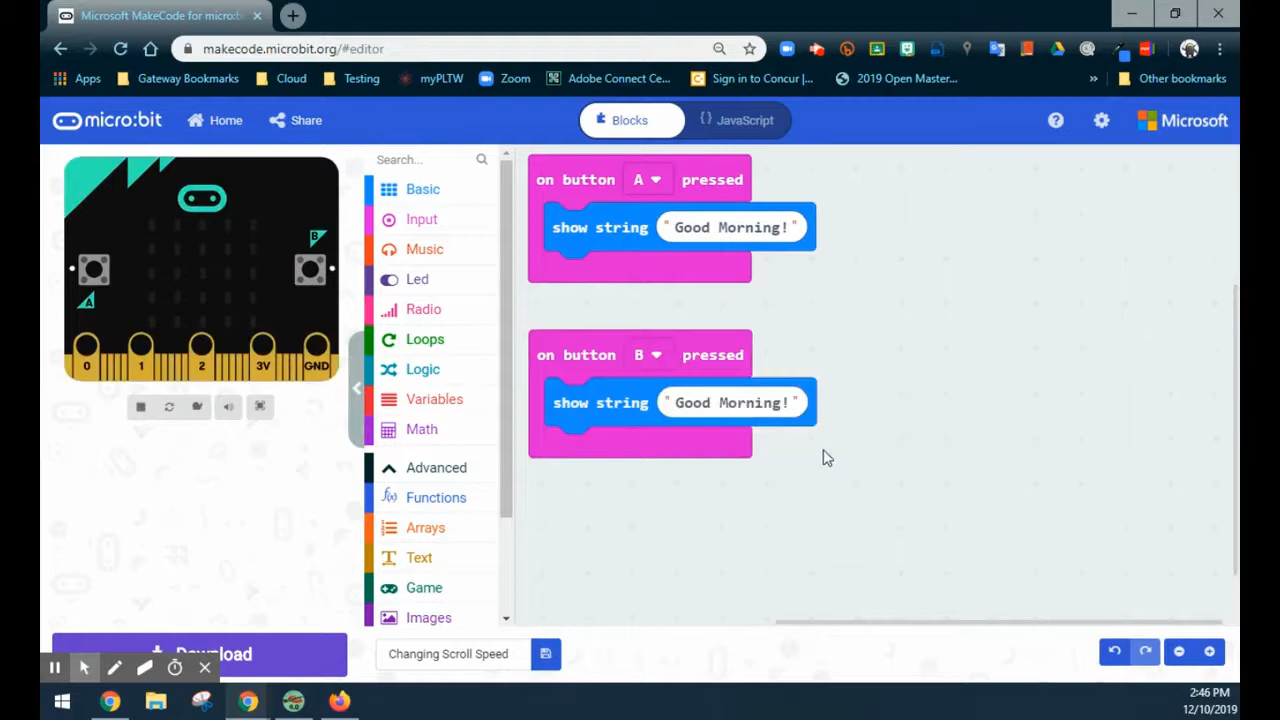 Microsoft MakeCode for micro:b
makecode.microbit.org/#editor
Apps Gateway Bookmarks Cloud Testing myPLTW Zoom Adobe Connect Ce... Sign in to Concur |... 2019 Open Master... » Other bookmarks
micro:bit Home Share Blocks {} JavaScript Microsoft
Search...
Basic
Input
Music
Led
Radio
Loops
Logic
Variables
Math
Advanced
Functions
Arrays
Text
Game
Images
B
A
0 1 2 3V GND
on button A pressed
show string "Good Morning!"
on button B pressed
show string "Good Morning!"
Download
Changing Scroll Speed
2:46 PM
12/10/2019